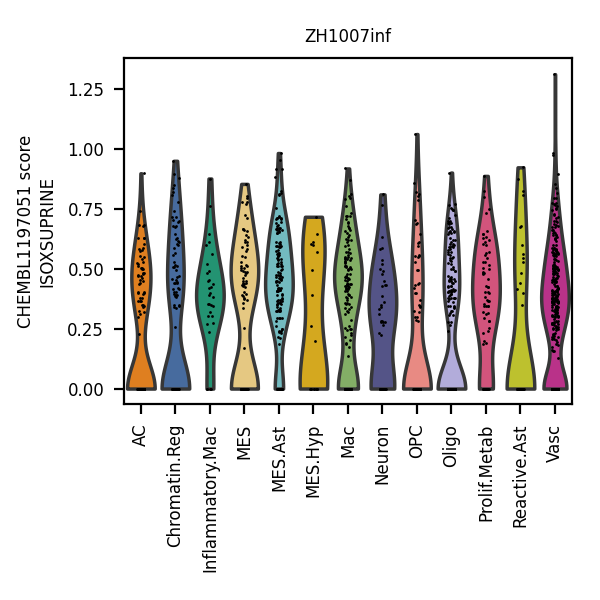 ZH1007inf
CHEMBL1197051 score
ISOXSUPRINE
1.25
1.00
0.75
0.50
0.25
0.00
AC
Chromatin.Reg
Inflammatory.Mac
MES
MES.Ast
MES.Hyp
Mac
Neuron
OPC
Oligo
Prolif.Metab
Reactive.Ast
Vasc